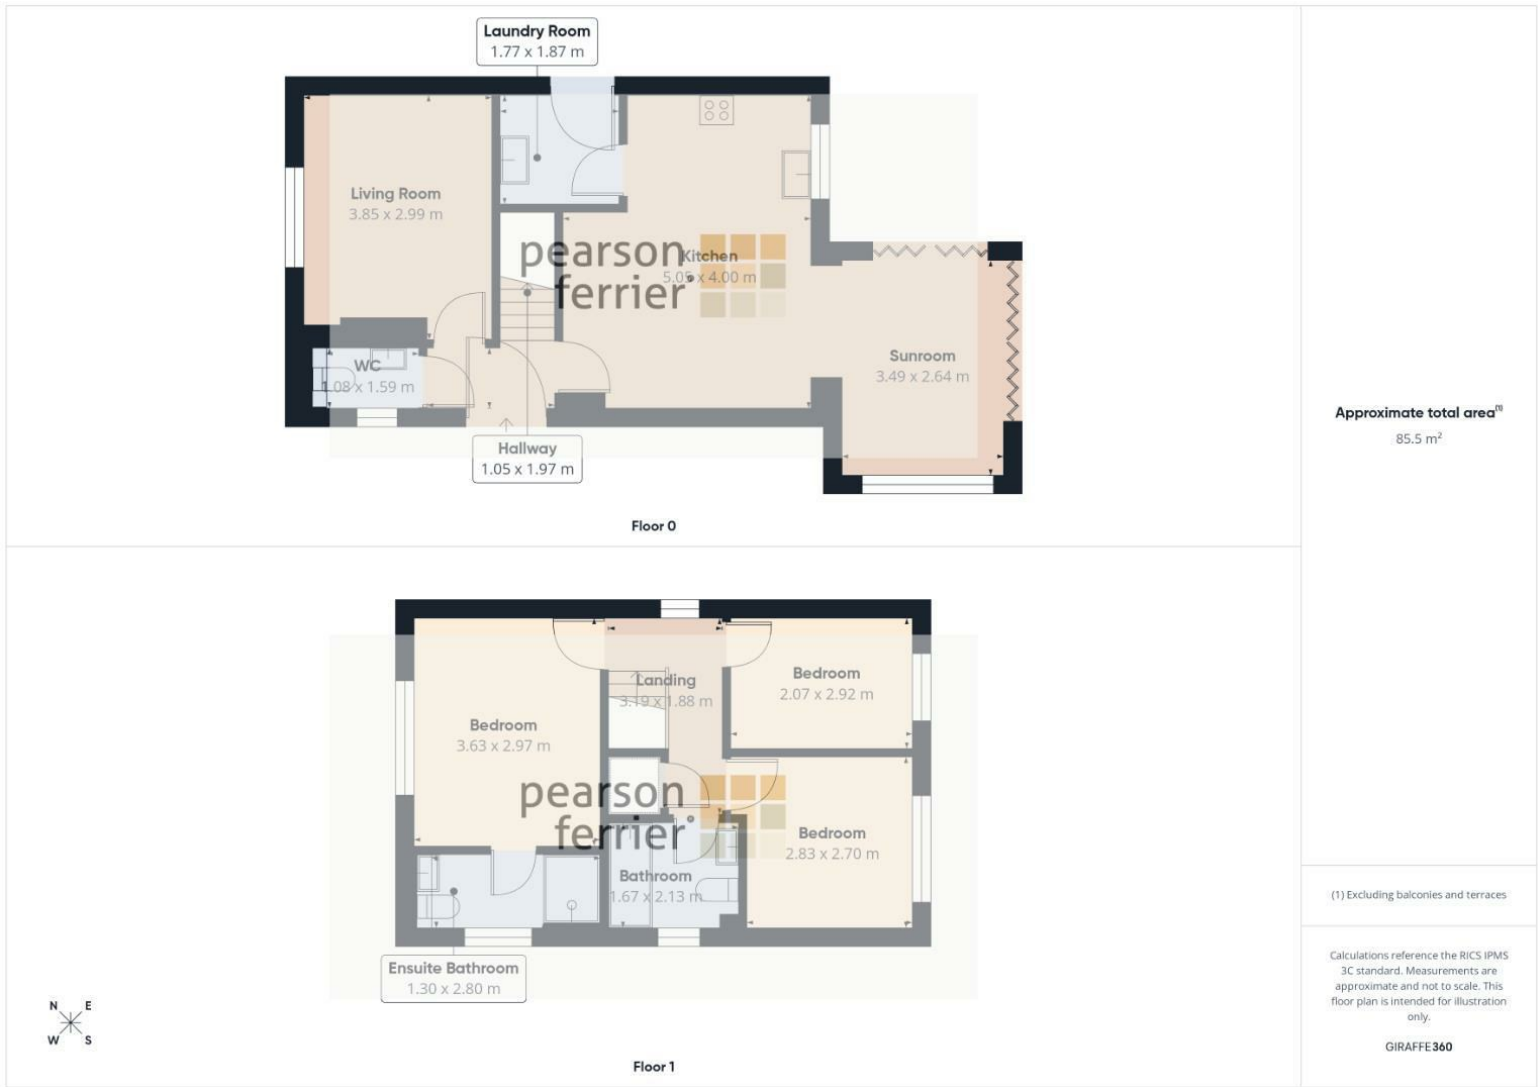 Laundry Room
1.77 x 1.87 m
Living Room
3.85 x 2.99 m
pearson
ferrier
Kitchen
5.05 x 4.00 m
Sunroom
3.49 x 2.64 m
WC
1.08 x 1.59 m
Hallway
1.05 x 1.97 m
Floor 0
Approximate total area(1)
85.5 m²
Landing
3.19 x 1.88 m
Bedroom
2.07 x 2.92 m
Bedroom
3.63 x 2.97 m
pearson
ferrier
Bedroom
2.83 x 2.70 m
Bathroom
1.67 x 2.13 m
Ensuite Bathroom
1.30 x 2.80 m
N E
W S
Floor 1
(1) Excluding balconies and terraces
Calculations reference the RICS IPMS
3C standard. Measurements are
approximate and not to scale. This
floor plan is intended for illustration
only.
GIRAFFE360